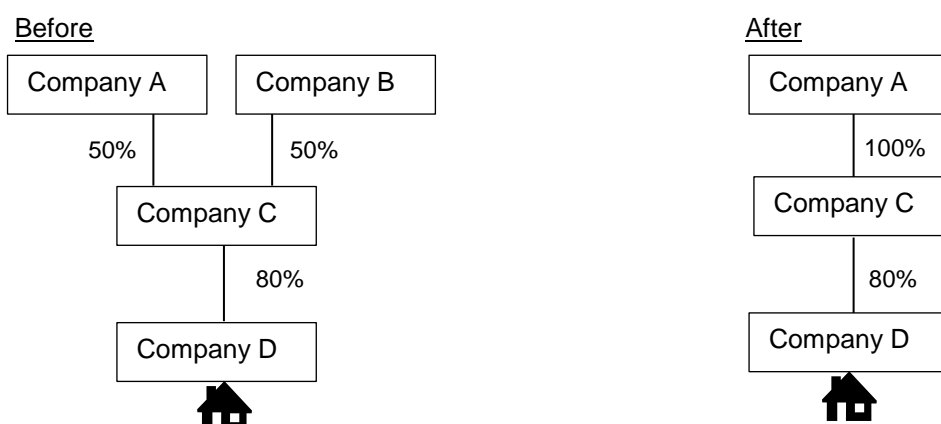 Before
Company A
Company B
50%
50%
Company C
80%
Company D
After
Company A
100%
Company C
80%
Company D